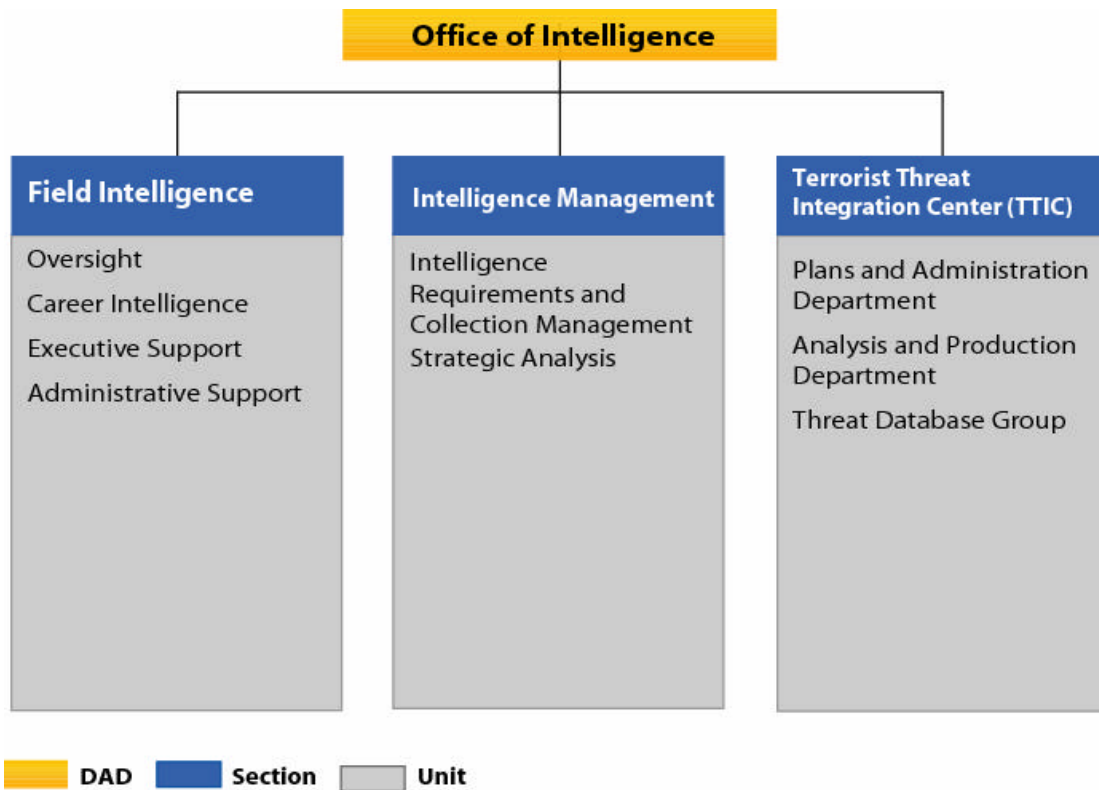 Office of Intelligence
Field Intelligence
Oversight
Career Intelligence
Executive Support
Administrative Support
Intelligence Management
Intelligence
Requirements and
Collection Management
Strategic Analysis
Terrorist Threat
Integration Center (TTIC)
Plans and Administration
Department
Analysis and Production
Department
Threat Database Group
DAD
Section
Unit